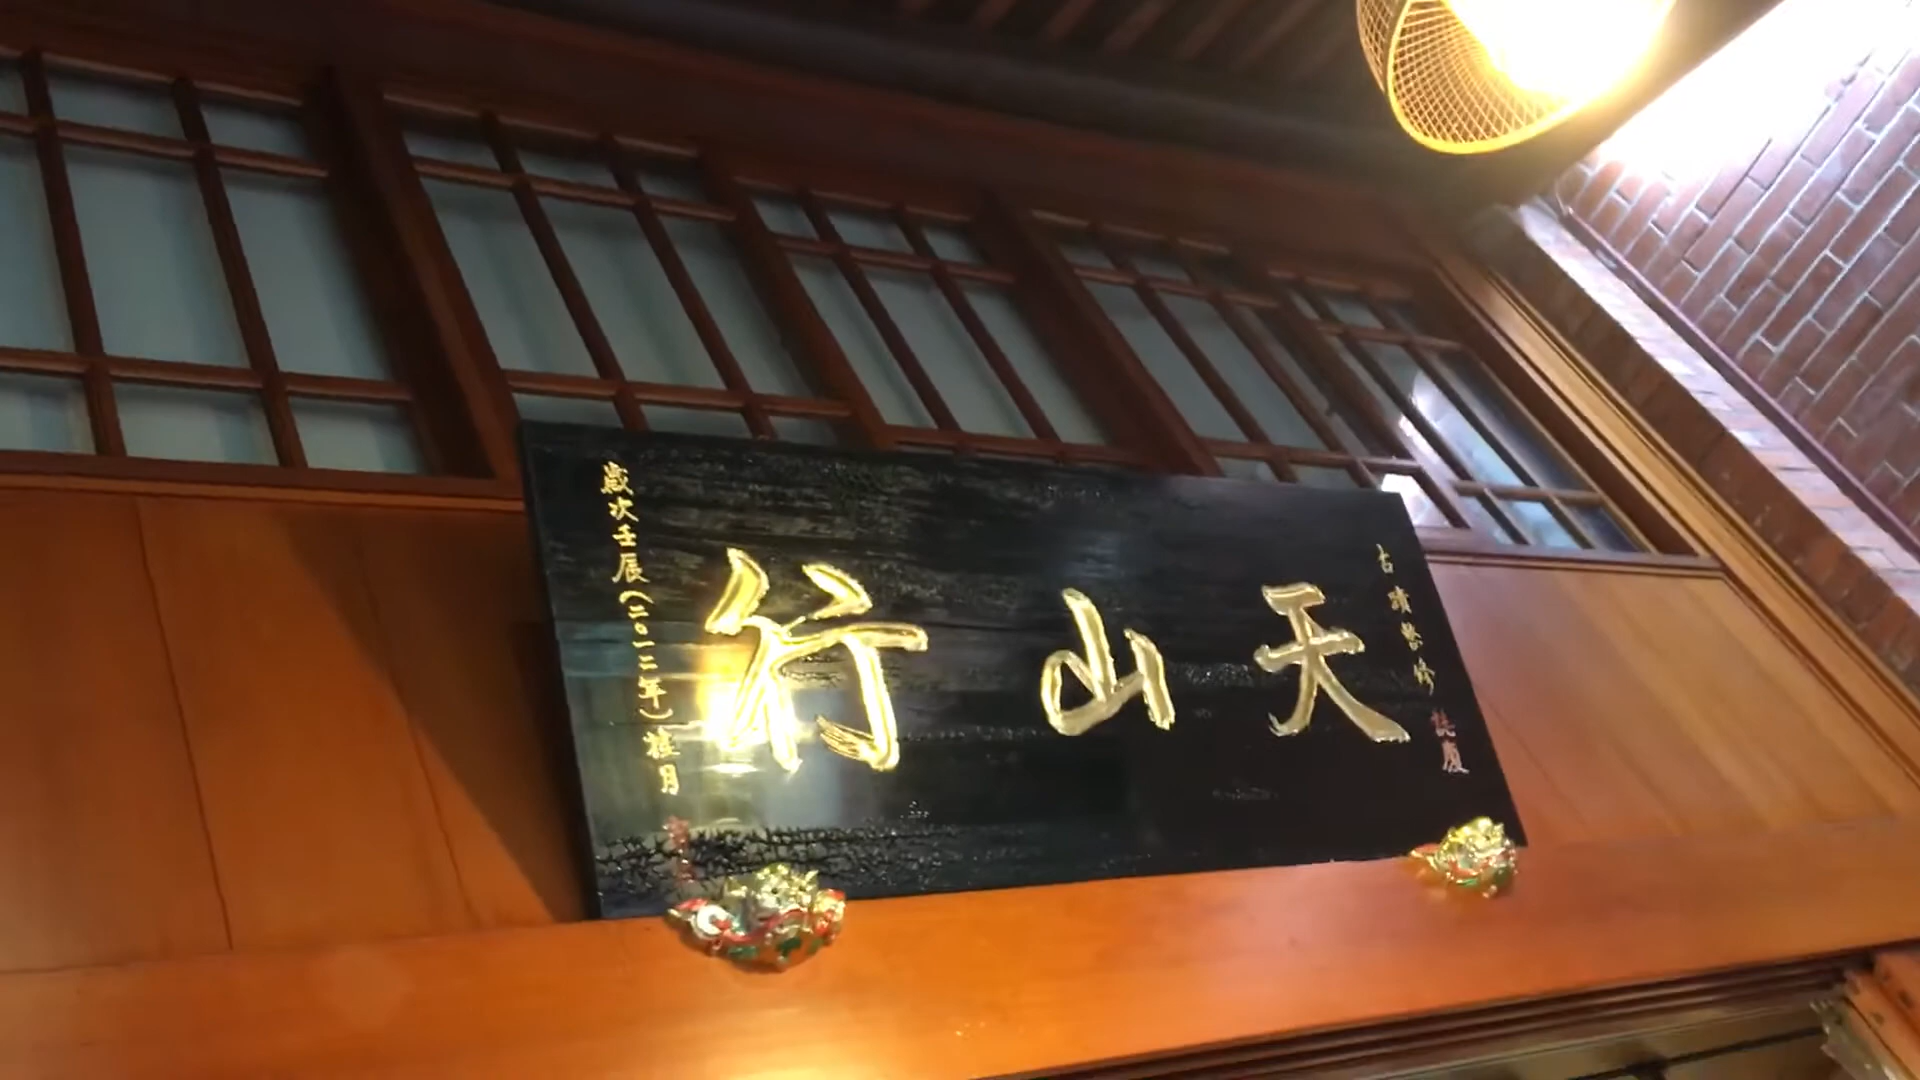 古蹟整修 誌慶
天山行
歲次壬辰(二〇一二年)桂月